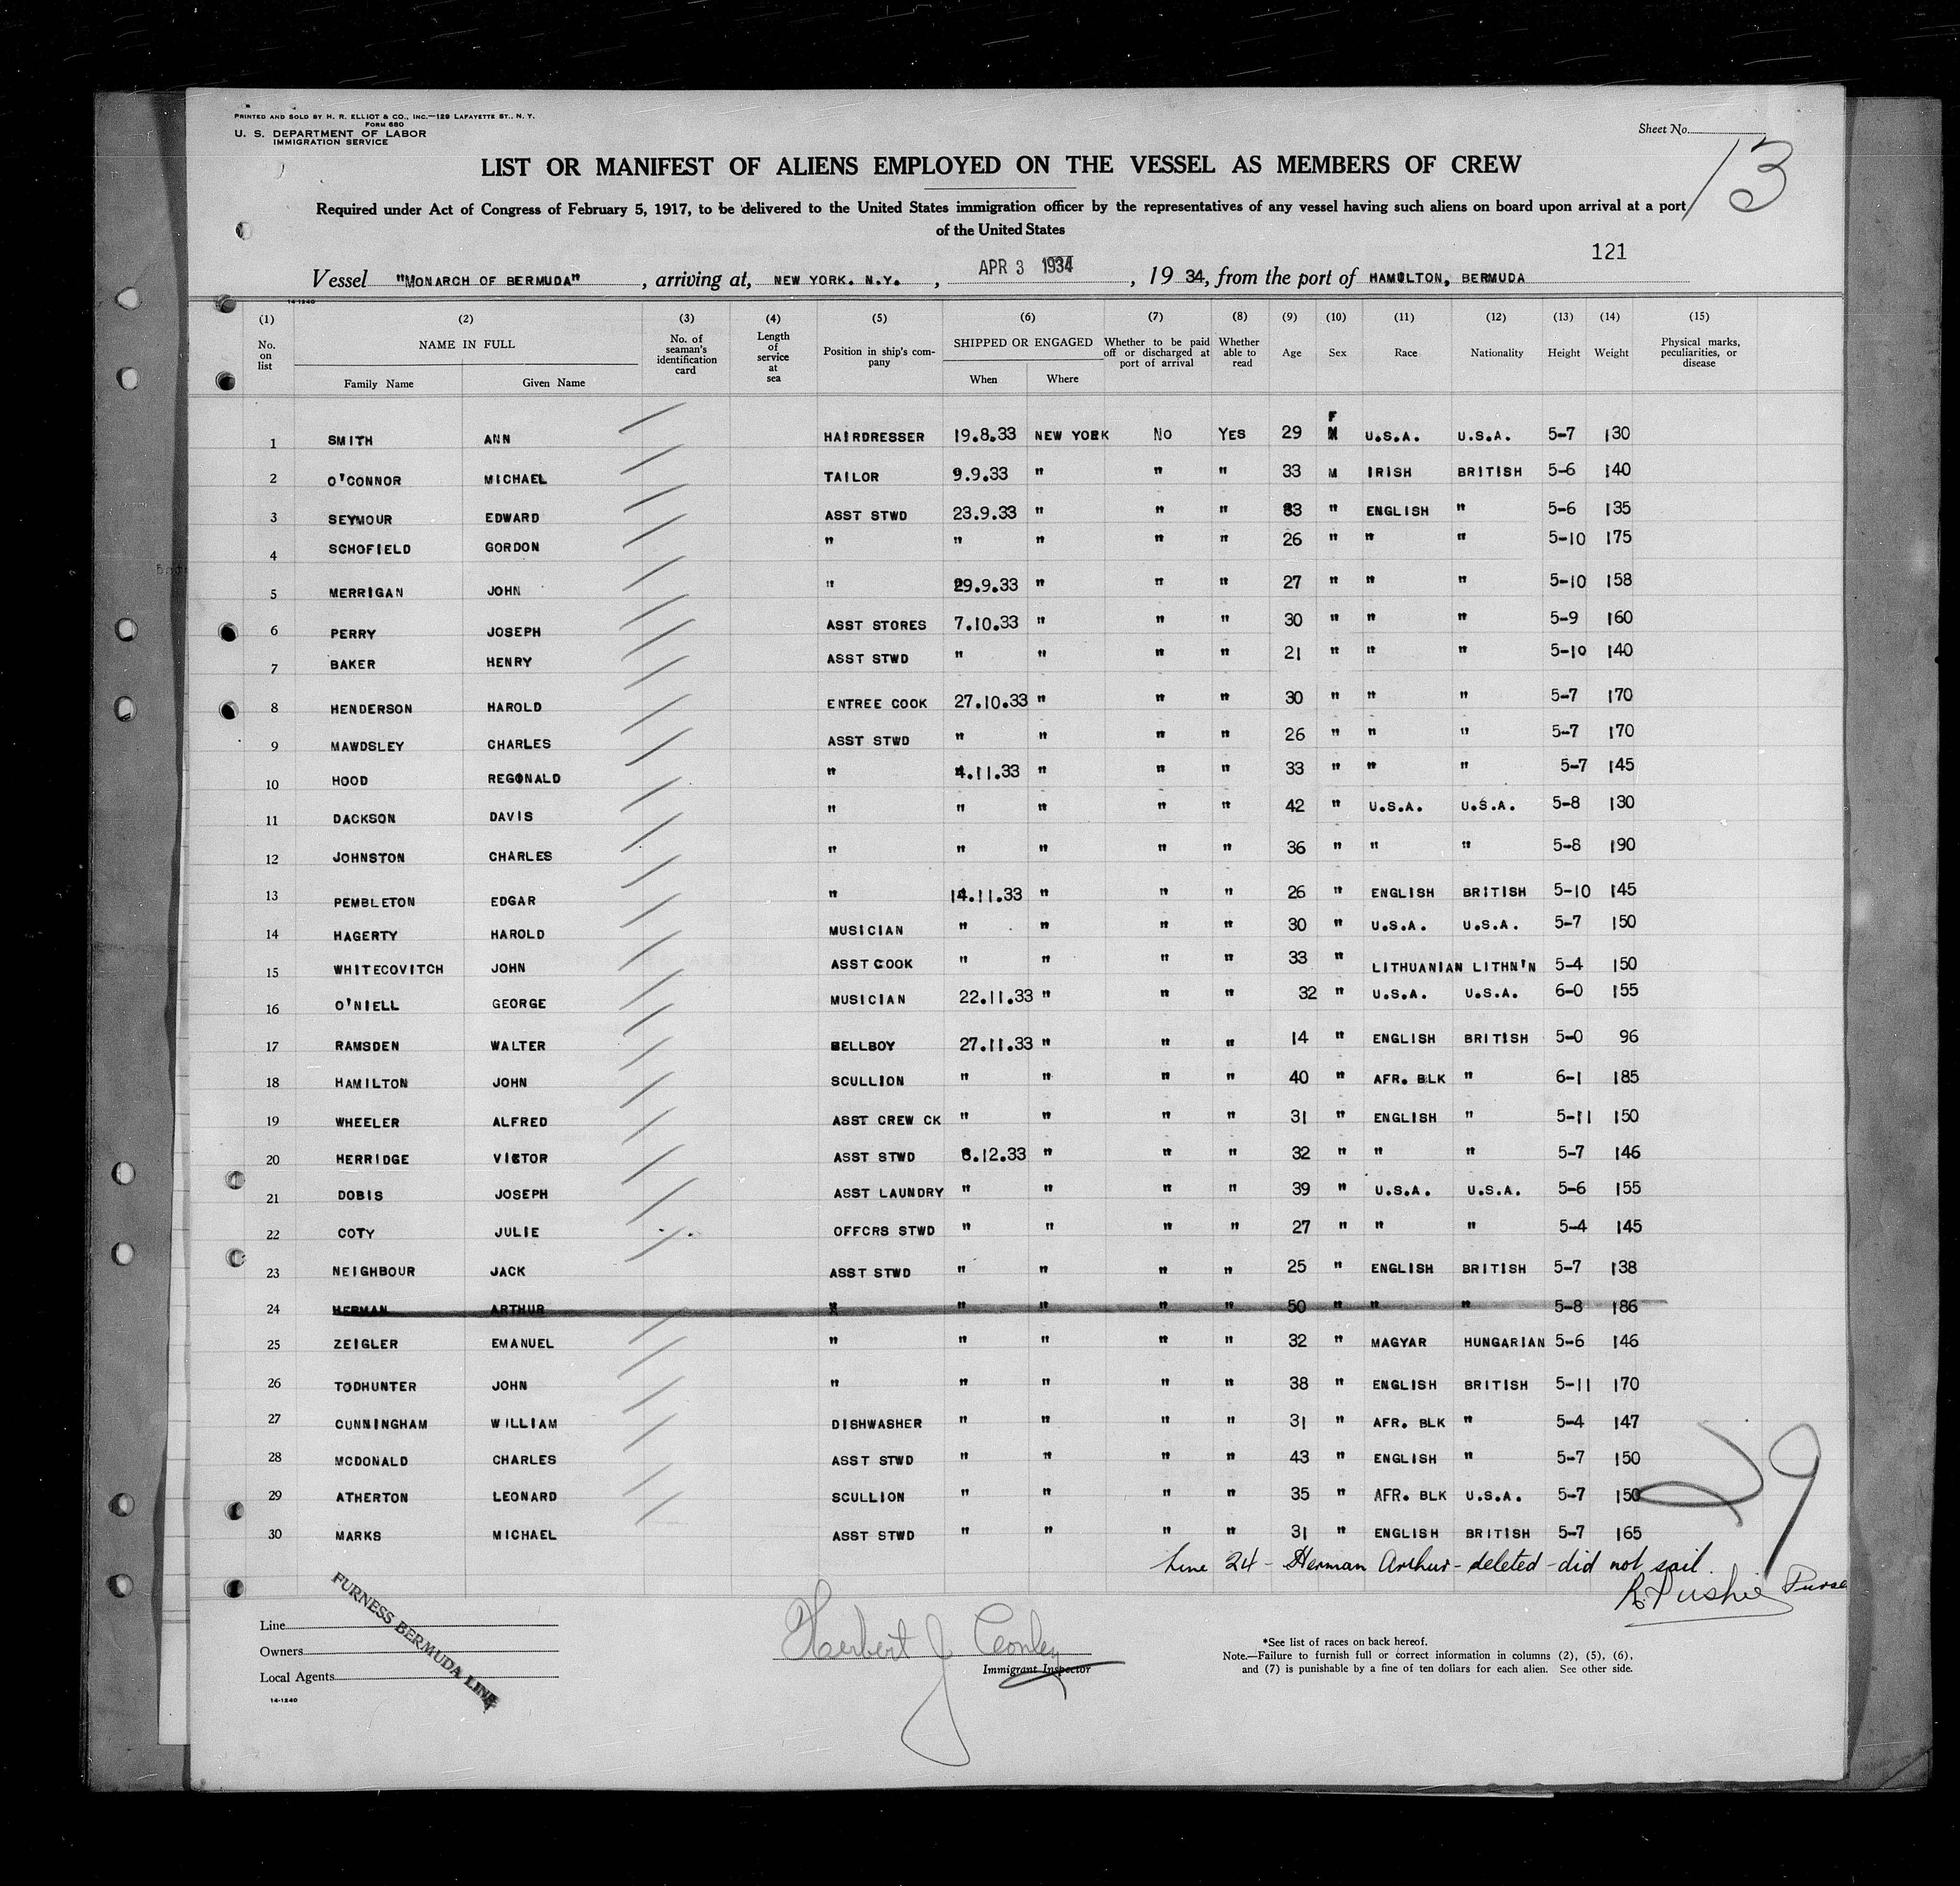 PRINTED AND SOLD BY H. R. ELLIOT & CO., INC.—129 LAFAYETTE ST., N. Y.
FORM 680
U. S. DEPARTMENT OF LABOR
IMMIGRATION SERVICE
Sheet No.
13
LIST OR MANIFEST OF ALIENS EMPLOYED ON THE VESSEL AS MEMBERS OF CREW
Required under Act of Congress of February 5, 1917, to be delivered to the United States immigration officer by the representatives of any vessel having such aliens on board upon arrival at a port
of the United States
121
Vessel "MONARCH OF BERMUDA", arriving at, NEW YORK. N.Y., APR 3 1934, 19 34, from the port of HAMILTON, BERMUDA
14-1240
(1) (2) (3) (4) (5) (6) (7) (8) (9) (10) (11) (12) (13) (14) (15)
No. on list NAME IN FULL Family Name Given Name No. of seaman's identification card Length of service at sea Position in ship's company SHIPPED OR ENGAGED When Where Whether to be paid off or discharged at port of arrival Whether able to read Age Sex Race Nationality Height Weight Physical marks, peculiarities, or disease
1 SMITH ANN HAIRDRESSER 19.8.33 NEW YORK NO YES 29 F U.S.A. U.S.A. 5-7 130
2 O'CONNOR MICHAEL TAILOR 9.9.33 " " " 33 M IRISH BRITISH 5-6 140
3 SEYMOUR EDWARD ASST STWD 23.9.33 " " " 33 " ENGLISH " 5-6 135
4 SCHOFIELD GORDON " " " " " 26 " " " 5-10 175
5 MERRIGAN JOHN " 29.9.33 " " " 27 " " " 5-10 158
6 PERRY JOSEPH ASST STORES 7.10.33 " " " 30 " " " 5-9 160
7 BAKER HENRY ASST STWD " " " " 21 " " " 5-10 140
8 HENDERSON HAROLD ENTREE COOK 27.10.33 " " " 30 " " " 5-7 170
9 MAWDSLEY CHARLES ASST STWD " " " " 26 " " " 5-7 170
10 HOOD REGONALD " 4.11.33 " " " 33 " " " 5-7 145
11 DACKSON DAVIS " " " " " 42 " U.S.A. U.S.A. 5-8 130
12 JOHNSTON CHARLES " " " " " 36 " " " 5-8 190
13 PEMBLETON EDGAR " 14.11.33 " " " 26 " ENGLISH BRITISH 5-10 145
14 HAGERTY HAROLD MUSICIAN " " " " 30 " U.S.A. U.S.A. 5-7 150
15 WHITECOVITCH JOHN ASST COOK " " " " 33 " LITHUANIAN LITHN'N 5-4 150
16 O'NIELL GEORGE MUSICIAN 22.11.33 " " " 32 " U.S.A. U.S.A. 6-0 155
17 RAMSDEN WALTER BELLBOY 27.11.33 " " " 14 " ENGLISH BRITISH 5-0 96
18 HAMILTON JOHN SCULLION " " " " 40 " AFR. BLK " 6-1 185
19 WHEELER ALFRED ASST CREW CK " " " " 31 " ENGLISH " 5-11 150
20 HERRIDGE VICTOR ASST STWD 8.12.33 " " " 32 " " " 5-7 146
21 DOBIS JOSEPH ASST LAUNDRY " " " " 39 " U.S.A. U.S.A. 5-6 155
22 COTY JULIE OFFCRS STWD " " " " 27 " " " 5-4 145
23 NEIGHBOUR JACK ASST STWD " " " " 25 " ENGLISH BRITISH 5-7 138
24 HERMAN ARTHUR " " " " " 50 " " " 5-8 186
25 ZEIGLER EMANUEL " " " " " 32 " MAGYAR HUNGARIAN 5-6 146
26 TODHUNTER JOHN " " " " " 38 " ENGLISH BRITISH 5-11 170
27 CUNNINGHAM WILLIAM DISHWASHER " " " " 31 " AFR. BLK " 5-4 147
28 MCDONALD CHARLES ASST STWD " " " " 43 " ENGLISH " 5-7 150
29 ATHERTON LEONARD SCULLION " " " " 35 " AFR. BLK U.S.A. 5-7 150
30 MARKS MICHAEL ASST STWD " " " " 31 " ENGLISH BRITISH 5-7 165
29
Line 24 - Herman Arthur - deleted - did not sail.
Purse
Line
Owners
Local Agents
FURNESS BERMUDA LINE
14-1240
Herbert J
Immigrant Inspector
*See list of races on back hereof.
Note.—Failure to furnish full or correct information in columns (2), (5), (6),
and (7) is punishable by a fine of ten dollars for each alien. See other side.